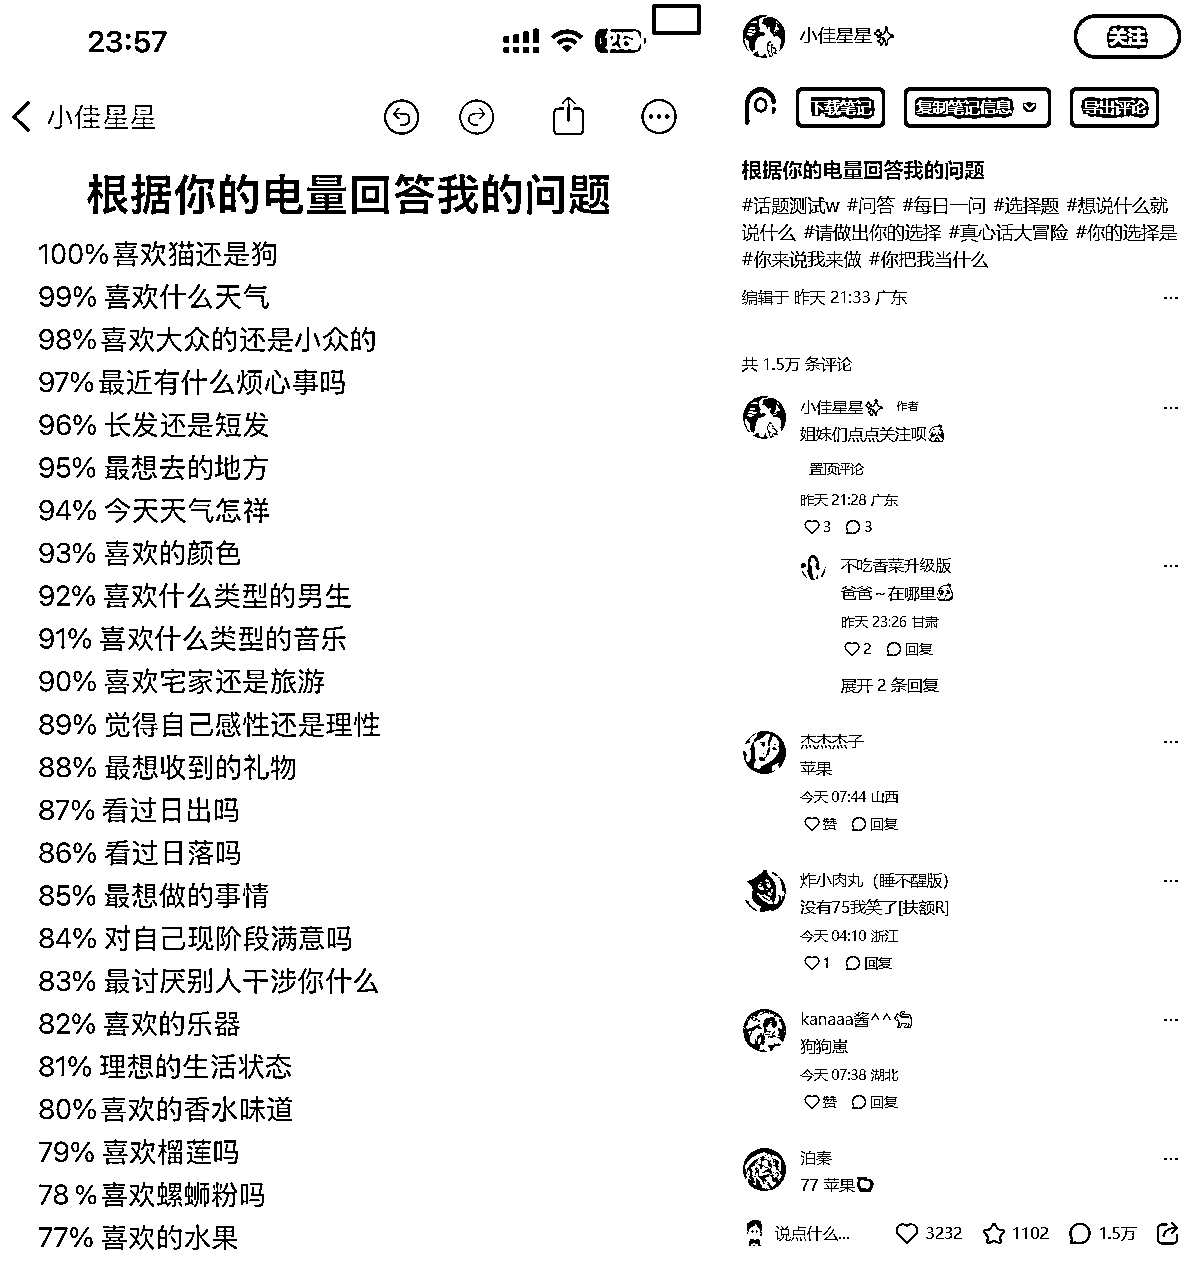 23:57
26
小佳星星
根据你的电量回答我的问题
100%喜欢猫还是狗
99% 喜欢什么天气
98%喜欢大众的还是小众的
97%最近有什么烦心事吗
96% 长发还是短发
95% 最想去的地方
94% 今天天气怎祥
93% 喜欢的颜色
92% 喜欢什么类型的男生
91% 喜欢什么类型的音乐
90% 喜欢宅家还是旅游
89% 觉得自己感性还是理性
88% 最想收到的礼物
87% 看过日出吗
86% 看过日落吗
85% 最想做的事情
84% 对自己现阶段满意吗
83% 最讨厌别人干涉你什么
82% 喜欢的乐器
81% 理想的生活状态
80%喜欢的香水味道
79% 喜欢榴莲吗
78 %喜欢螺蛳粉吗
77% 喜欢的水果
小佳星星
关注
下载笔记 复制笔记信息 导出评论
根据你的电量回答我的问题
#话题测试w #问答 #每日一问 #选择题 #想说什么就
说什么 #请做出你的选择 #真心话大冒险 #你的选择是
#你来说我来做 #你把我当什么
编辑于 昨天 21:33 广东
共 1.5万 条评论
小佳星星 作者
姐妹们点点关注呗
置顶评论
昨天 21:28 广东
3 3
不吃香菜升级版
爸爸~在哪里
昨天 23:26 甘肃
2 回复
展开 2 条回复
杰杰杰子
苹果
今天 07:44 山西
赞 回复
炸小肉丸（睡不醒版）
没有75我笑了[扶额R]
今天 04:10 浙江
1 回复
kanaaa酱^^
狗狗崽
今天 07:38 湖北
赞 回复
泊秦
77 苹果
说点什么... 3232 1102 1.5万